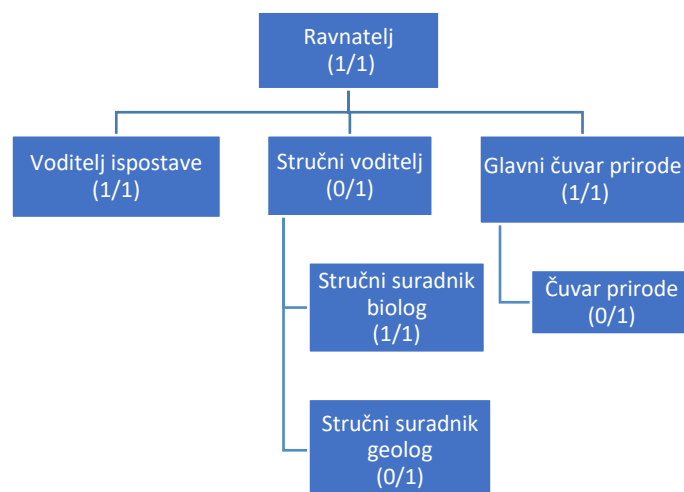 Ravnatelj
(1/1)
Voditelj ispostave
(1/1)
Stručni voditelj
(0/1)
Glavni čuvar prirode
(1/1)
Stručni suradnik
biolog
(1/1)
Čuvar prirode
(0/1)
Stručni suradnik
geolog
(0/1)